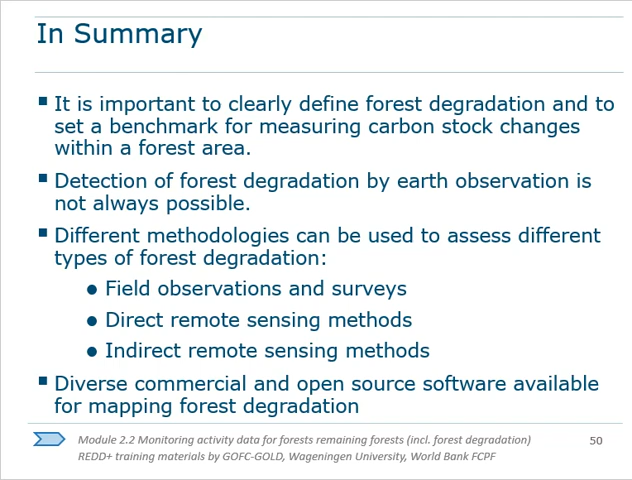 In Summary
▪ It is important to clearly define forest degradation and to
set a benchmark for measuring carbon stock changes
within a forest area.
▪ Detection of forest degradation by earth observation is
not always possible.
▪ Different methodologies can be used to assess different
types of forest degradation:
● Field observations and surveys
● Direct remote sensing methods
● Indirect remote sensing methods
▪ Diverse commercial and open source software available
for mapping forest degradation
Module 2.2 Monitoring activity data for forests remaining forests (incl. forest degradation)
REDD+ training materials by GOFC-GOLD, Wageningen University, World Bank FCPF
50